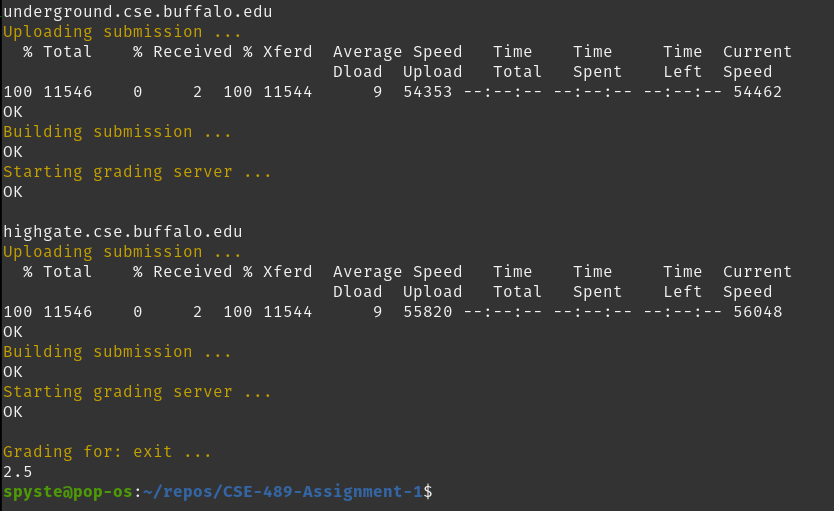 underground.cse.buffalo.edu
Uploading submission ...
  % Total    % Received % Xferd  Average Speed   Time    Time     Time  Current
                                 Dload  Upload   Total   Spent    Left  Speed
100 11546    0     2  100 11544      9  54353 --:--:-- --:--:-- --:--:-- 54462
OK
Building submission ...
OK
Starting grading server ...
OK

highgate.cse.buffalo.edu
Uploading submission ...
  % Total    % Received % Xferd  Average Speed   Time    Time     Time  Current
                                 Dload  Upload   Total   Spent    Left  Speed
100 11546    0     2  100 11544      9  55820 --:--:-- --:--:-- --:--:-- 56048
OK
Building submission ...
OK
Starting grading server ...
OK

Grading for: exit ...
2.5
spyste@pop-os:~/repos/CSE-489-Assignment-1$